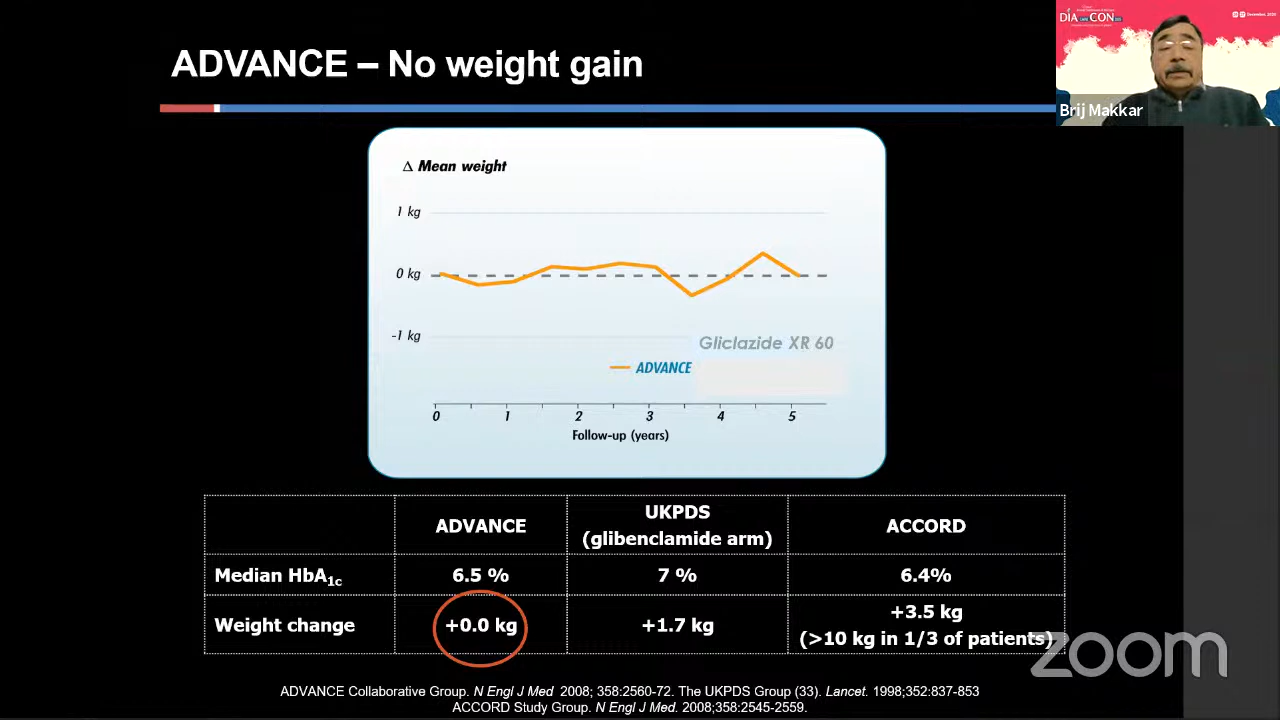 ADVANCE – No weight gain
DIA CON
December, 2020
Brij Makkar
Δ Mean weight
1 kg
0 kg
-1 kg
Gliclazide XR 60
ADVANCE
0 1 2 3 4 5
Follow-up (years)
ADVANCE
UKPDS
(glibenclamide arm)
ACCORD
Median HbA1c
6.5 %
7 %
6.4%
Weight change
+0.0 kg
+1.7 kg
+3.5 kg
(>10 kg in 1/3 of patients)
zoom
ADVANCE Collaborative Group. N Engl J Med 2008; 358:2560-72. The UKPDS Group (33). Lancet. 1998;352:837-853
ACCORD Study Group. N Engl J Med. 2008;358:2545-2559.